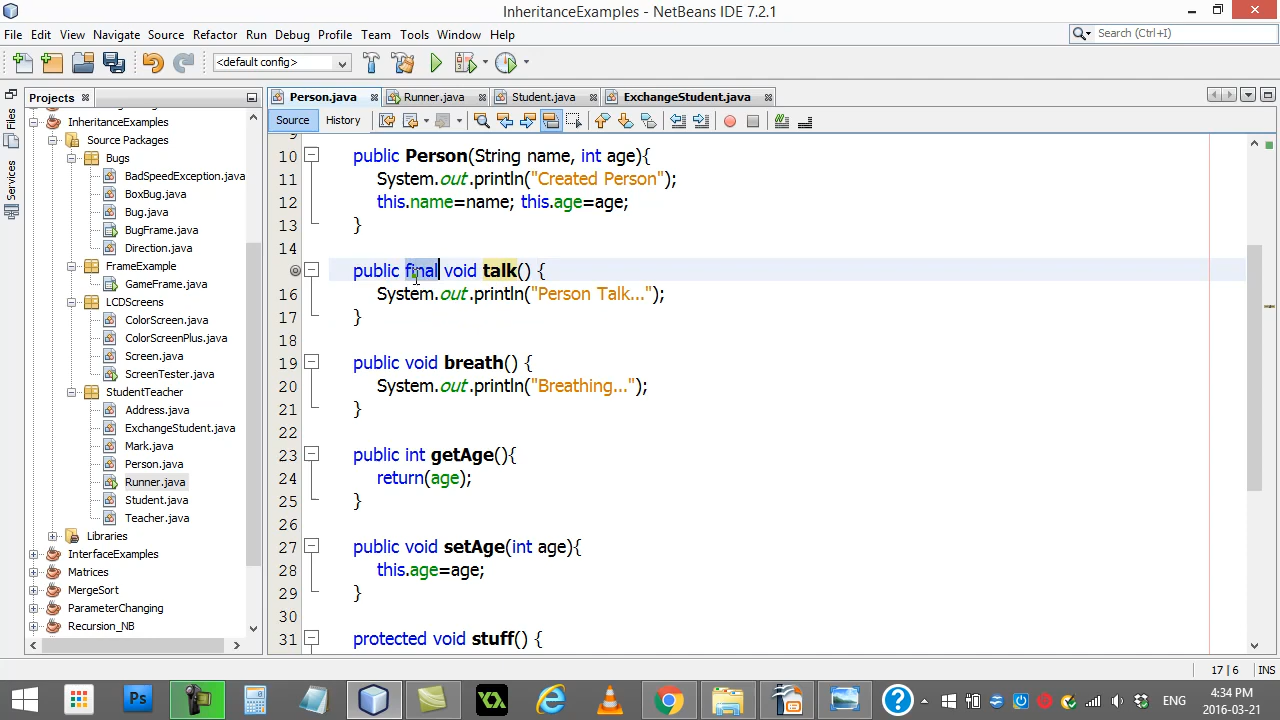 InheritanceExamples - NetBeans IDE 7.2.1
File Edit View Navigate Source Refactor Run Debug Profile Team Tools Window Help
Search (Ctrl+I)
<default config>
Files
Services
Projects
InheritanceExamples
Source Packages
Bugs
BadSpeedException.java
BoxBug.java
Bug.java
BugFrame.java
Direction.java
FrameExample
GameFrame.java
LCDScreens
ColorScreen.java
ColorScreenPlus.java
Screen.java
ScreenTester.java
StudentTeacher
Address.java
ExchangeStudent.java
Mark.java
Person.java
Runner.java
Student.java
Teacher.java
Libraries
InterfaceExamples
Matrices
MergeSort
ParameterChanging
Recursion_NB
Person.java Runner.java Student.java ExchangeStudent.java
Source History
10 public Person(String name, int age){
11 System.out.println("Created Person");
12 this.name=name; this.age=age;
13 }
14
public final void talk() {
16 System.out.println("Person Talk...");
17 }
18
19 public void breath() {
20 System.out.println("Breathing...");
21 }
22
23 public int getAge(){
24 return(age);
25 }
26
27 public void setAge(int age){
28 this.age=age;
29 }
30
31 protected void stuff() {
17 | 6 INS
Ps
ENG
4:34 PM
2016-03-21